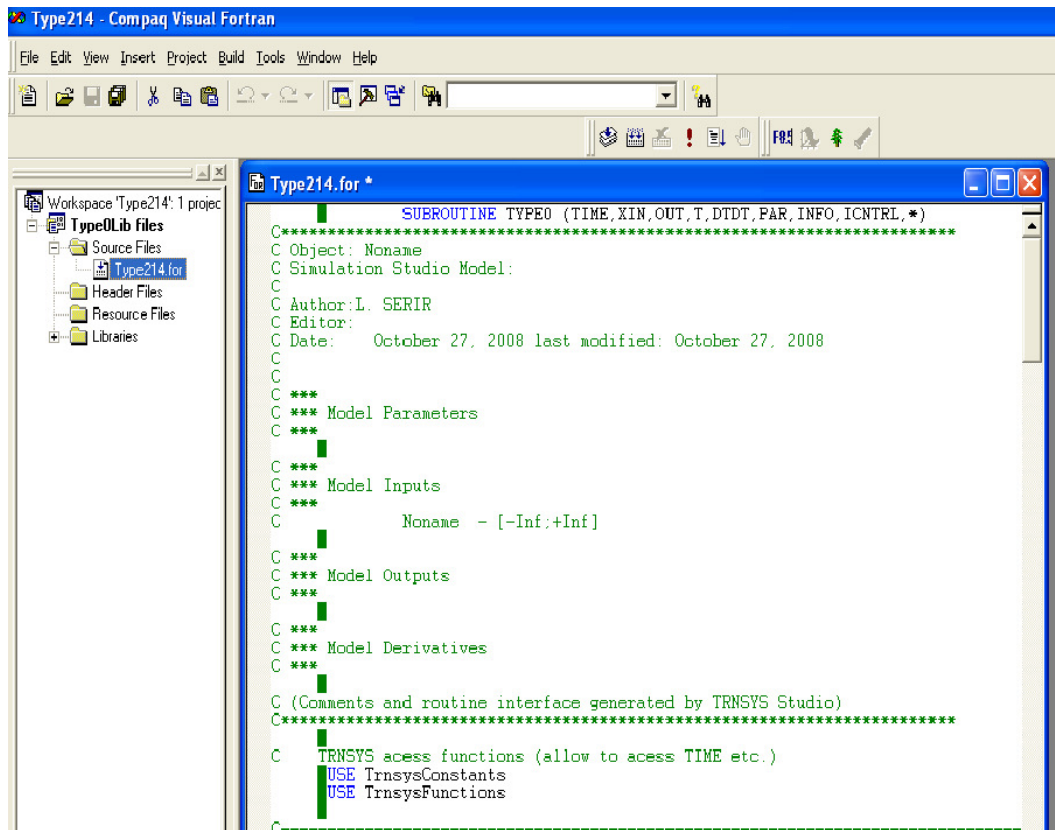 Type214 - Compaq Visual Fortran
File Edit View Insert Project Build Tools Window Help
Workspace 'Type214': 1 projec
Type0Lib files
Source Files
Type214.for
Header Files
Resource Files
Libraries
Type214.for *
SUBROUTINE TYPE0 (TIME,XIN,OUT,T,DTDT,PAR,INFO,ICNTRL,*)
C************************************************************************
C Object: Noname
C Simulation Studio Model:
C
C Author:L. SERIR
C Editor:
C Date: October 27, 2008 last modified: October 27, 2008
C
C
C ***
C *** Model Parameters
C ***
C ***
C *** Model Inputs
C ***
C Noname - [-Inf;+Inf]
C ***
C *** Model Outputs
C ***
C ***
C *** Model Derivatives
C ***
C (Comments and routine interface generated by TRNSYS Studio)
C************************************************************************
C TRNSYS acess functions (allow to acess TIME etc.)
USE TrnsysConstants
USE TrnsysFunctions